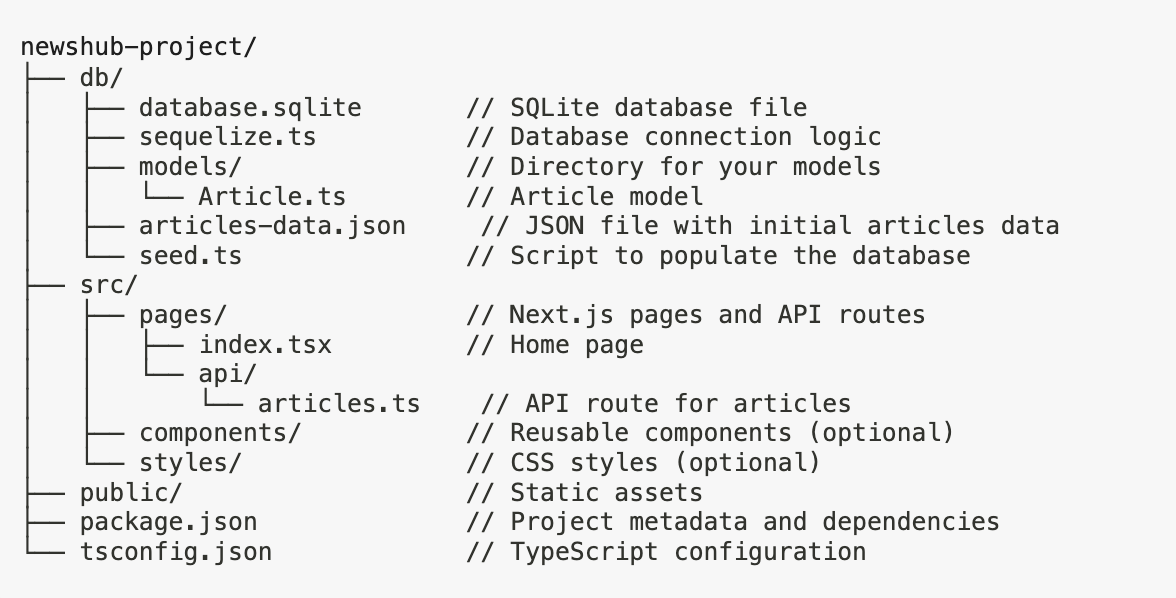 newshub-project/
├── db/
│   ├── database.sqlite       // SQLite database file
│   ├── sequelize.ts          // Database connection logic
│   ├── models/               // Directory for your models
│   │   └── Article.ts        // Article model
│   ├── articles-data.json     // JSON file with initial articles data
│   └── seed.ts               // Script to populate the database
├── src/
│   ├── pages/                // Next.js pages and API routes
│   │   ├── index.tsx         // Home page
│   │   └── api/
│   │       └── articles.ts    // API route for articles
│   ├── components/           // Reusable components (optional)
│   └── styles/               // CSS styles (optional)
├── public/                   // Static assets
├── package.json              // Project metadata and dependencies
└── tsconfig.json             // TypeScript configuration